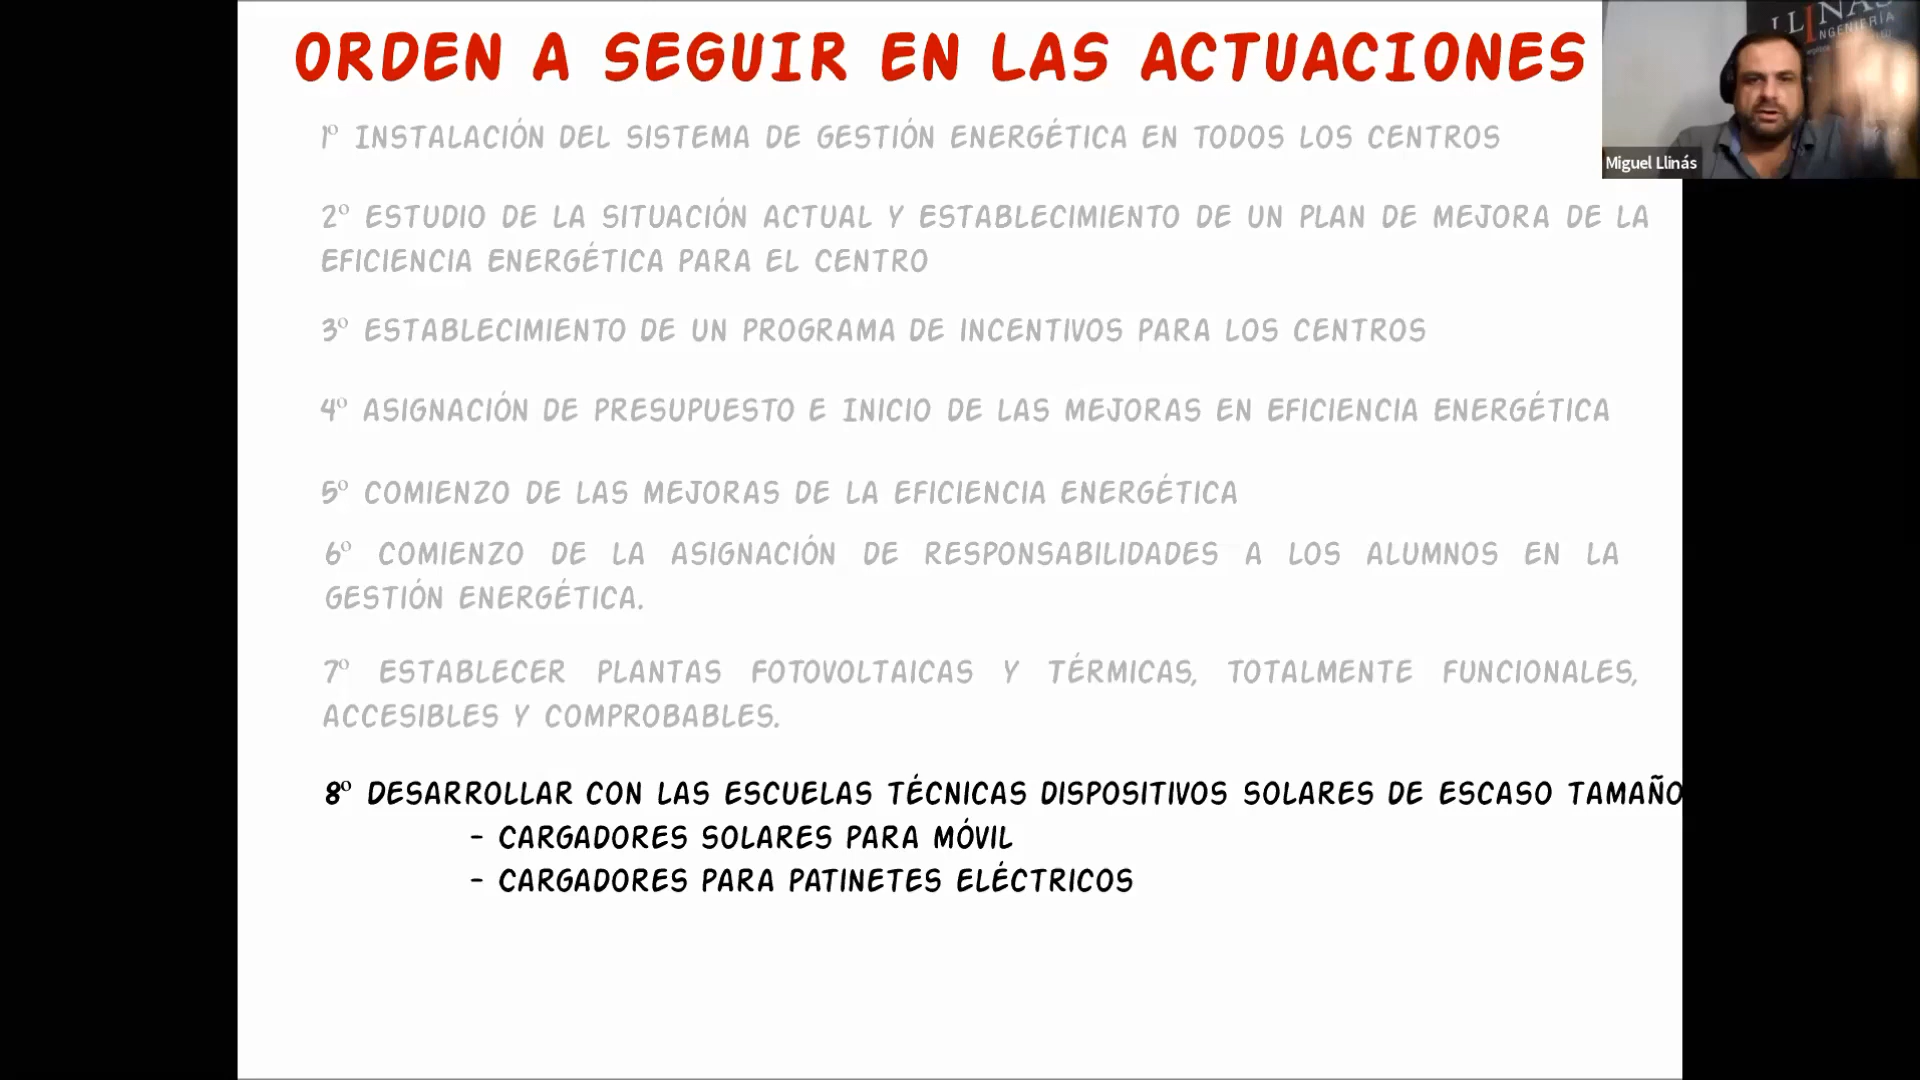 ORDEN A SEGUIR EN LAS ACTUACIONES
1º INSTALACIÓN DEL SISTEMA DE GESTIÓN ENERGÉTICA EN TODOS LOS CENTROS
2º ESTUDIO DE LA SITUACIÓN ACTUAL Y ESTABLECIMIENTO DE UN PLAN DE MEJORA DE LA
EFICIENCIA ENERGÉTICA PARA EL CENTRO
3º ESTABLECIMIENTO DE UN PROGRAMA DE INCENTIVOS PARA LOS CENTROS
4º ASIGNACIÓN DE PRESUPUESTO E INICIO DE LAS MEJORAS EN EFICIENCIA ENERGÉTICA
5º COMIENZO DE LAS MEJORAS DE LA EFICIENCIA ENERGÉTICA
6º COMIENZO DE LA ASIGNACIÓN DE RESPONSABILIDADES A LOS ALUMNOS EN LA
GESTIÓN ENERGÉTICA.
7º ESTABLECER PLANTAS FOTOVOLTAICAS Y TÉRMICAS, TOTALMENTE FUNCIONALES,
ACCESIBLES Y COMPROBABLES.
8º DESARROLLAR CON LAS ESCUELAS TÉCNICAS DISPOSITIVOS SOLARES DE ESCASO TAMAÑO
- CARGADORES SOLARES PARA MÓVIL
- CARGADORES PARA PATINETES ELÉCTRICOS
LLINÁS
INGENIERÍA
Miguel Llinás